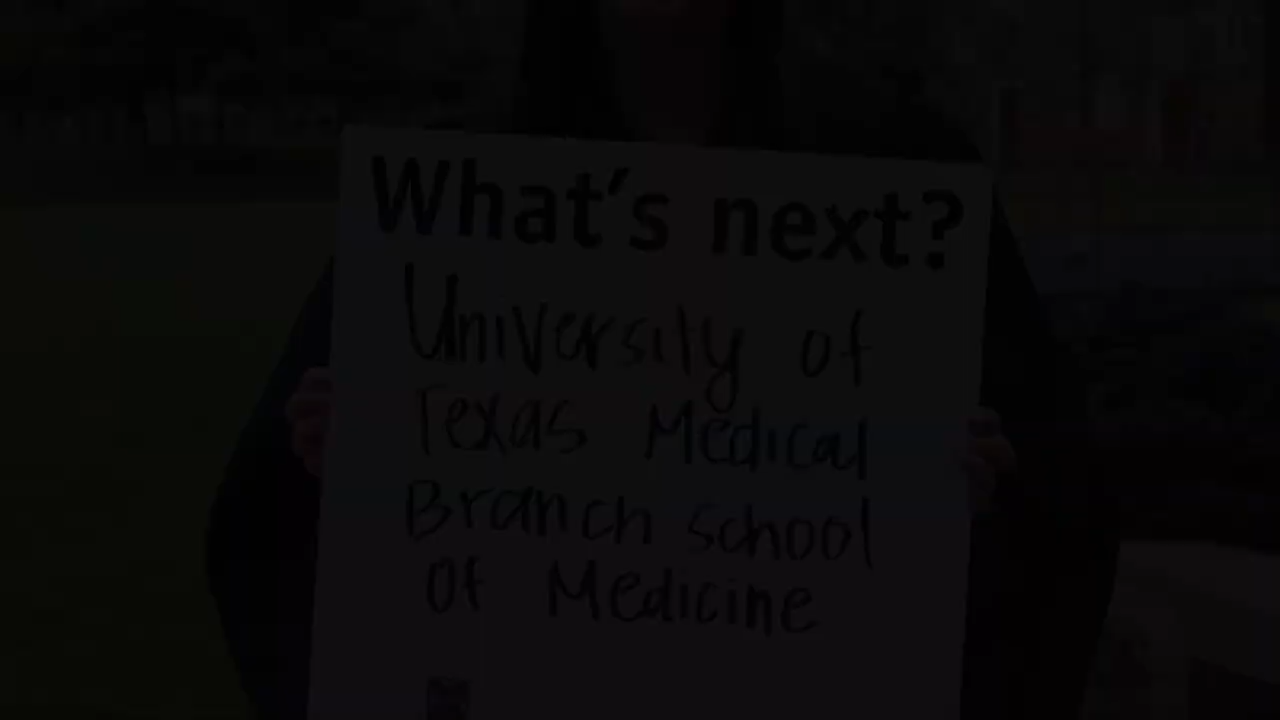 What's next?
University of
Texas Medical
Branch school
of Medicine